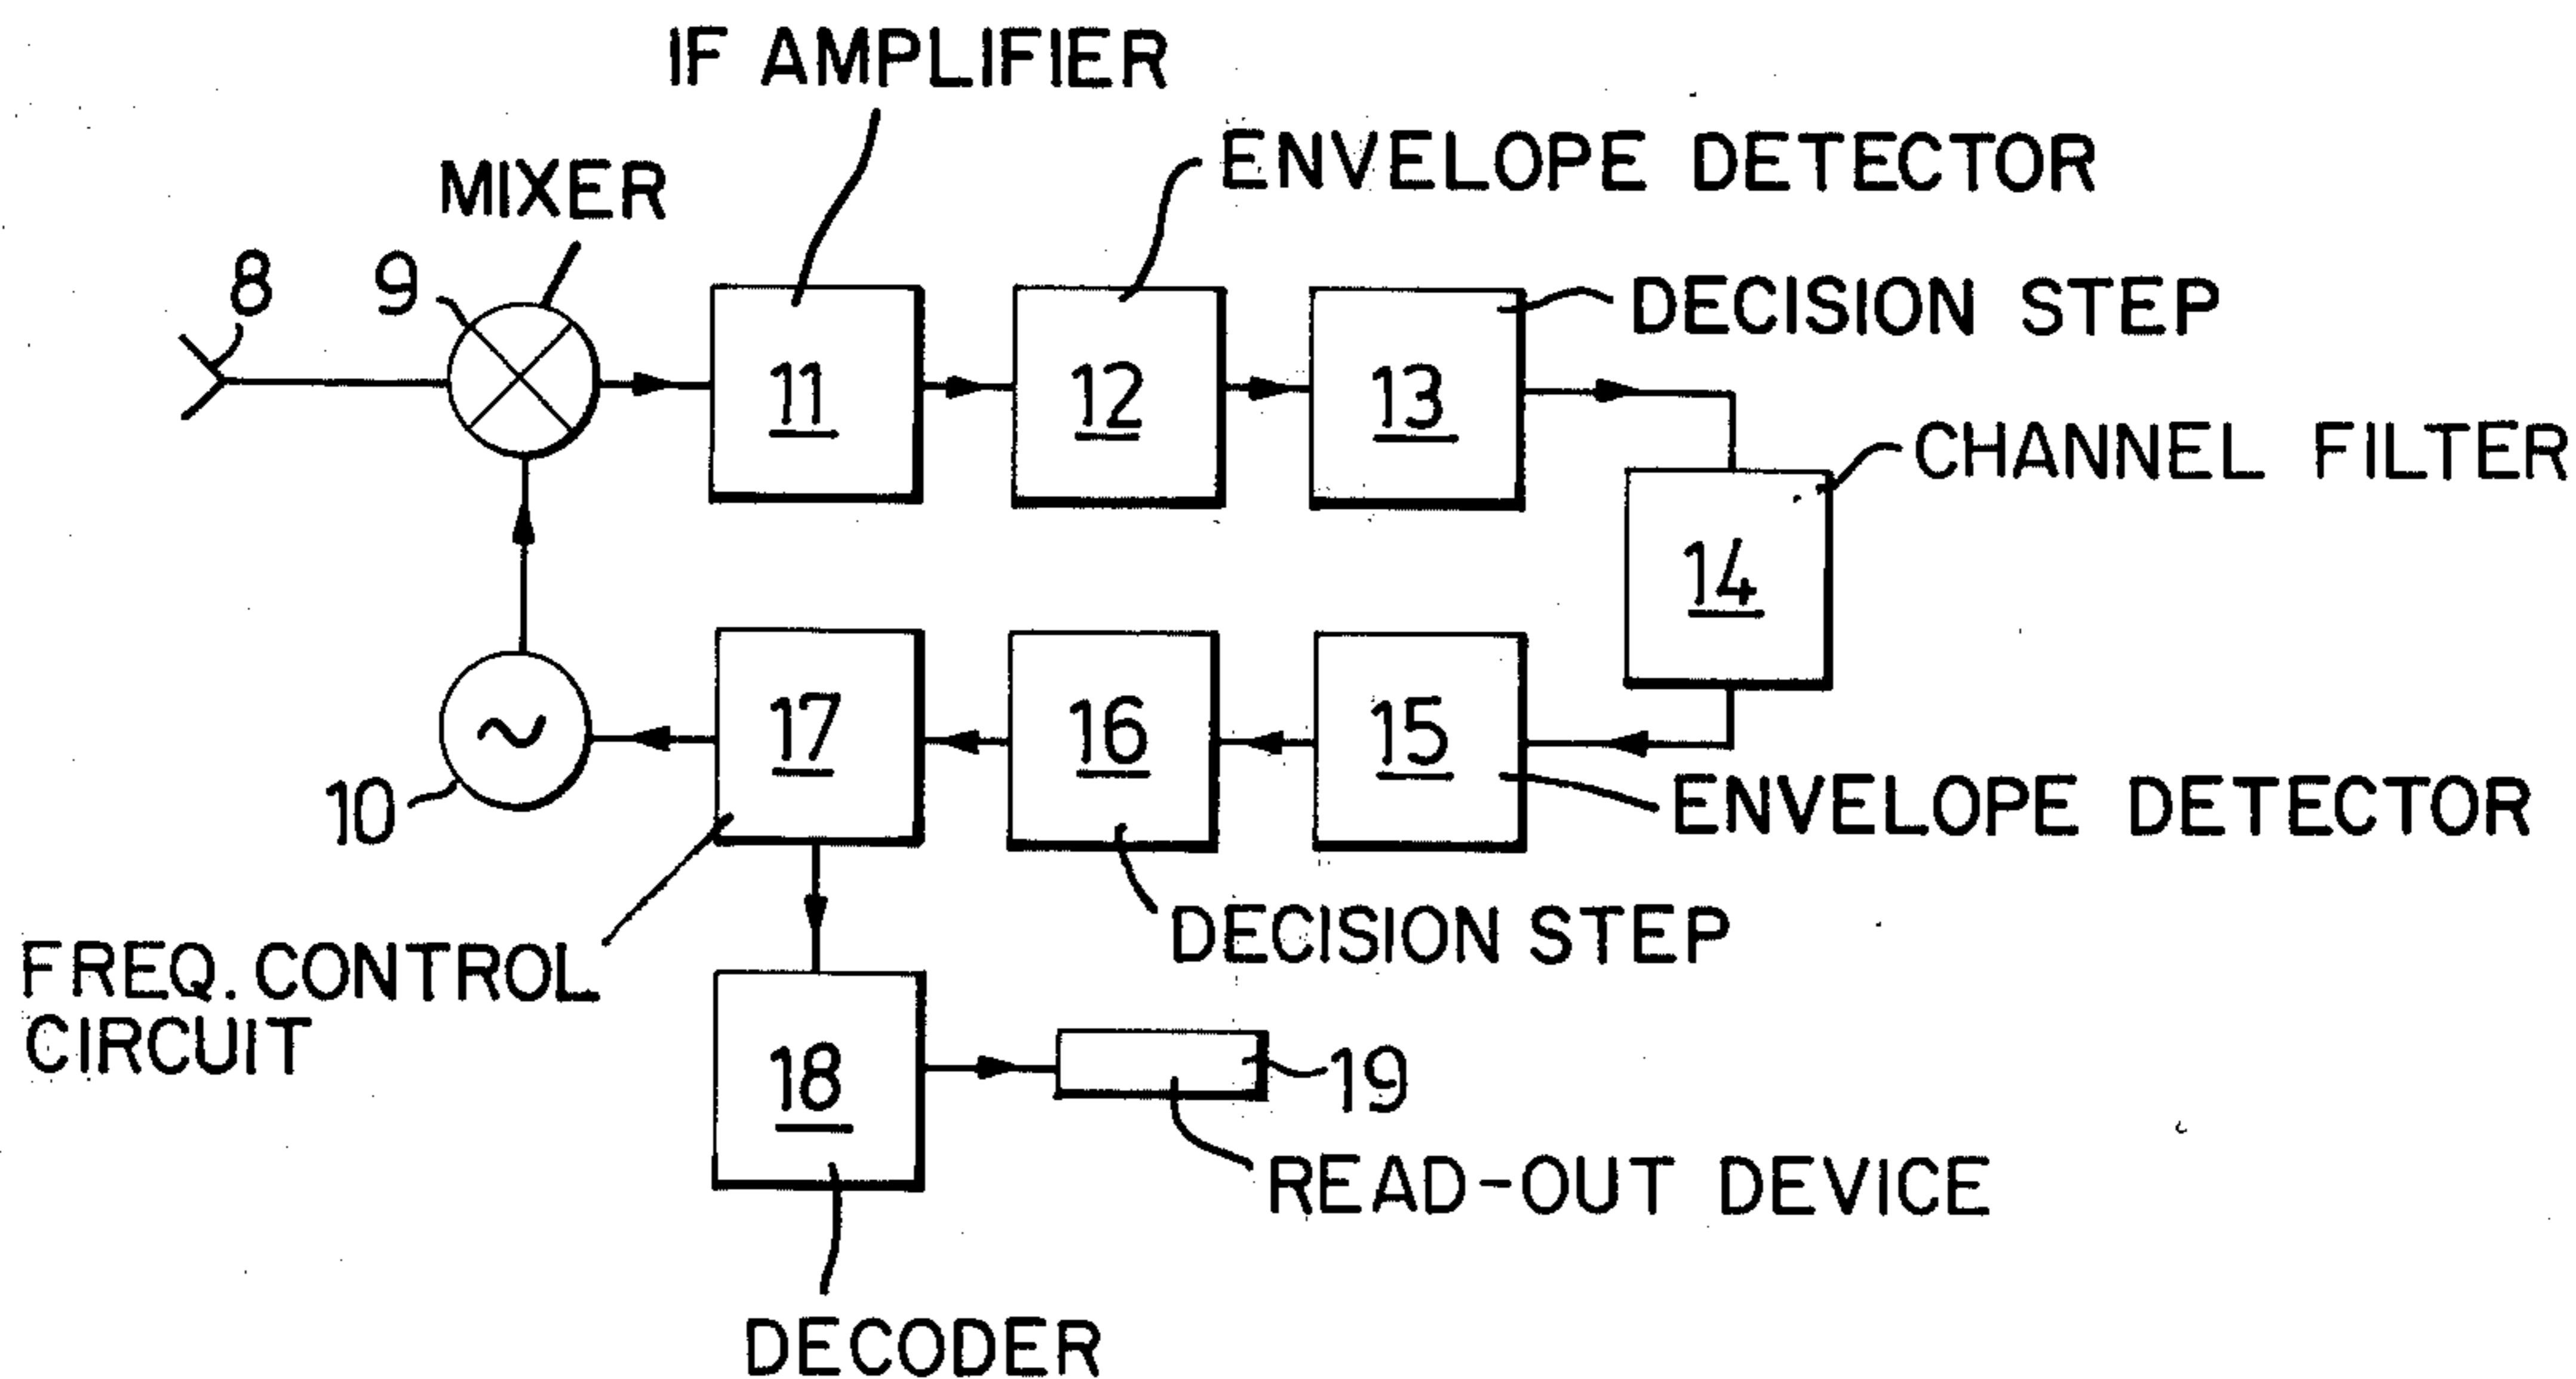 IF AMPLIFIER
ENVELOPE DETECTOR
MIXER
8
9
DECISION STEP
11
12
13
CHANNEL FILTER
14
17
16
15
10
ENVELOPE DETECTOR
DECISION STEP
FREQ. CONTROL
CIRCUIT
18
19
READ-OUT DEVICE
DECODER